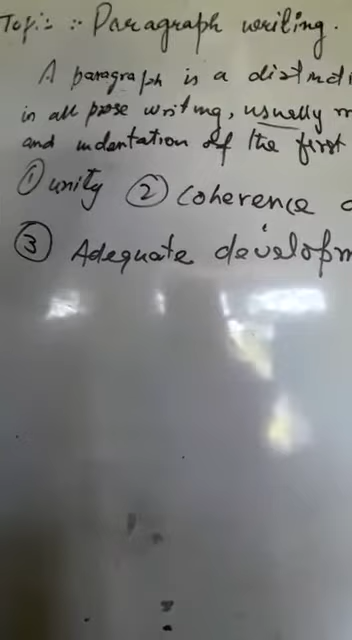 Topic :- Paragraph writing.
A paragraph is a disti
in all prose writing, usually
and indentation of the first
① unity ② Coherence
③ Adequate developm